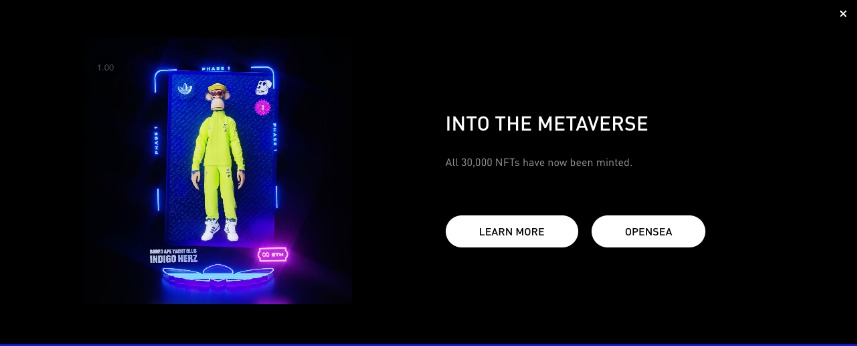 ×
1.00
PHASE 1
PHASE 1
PHASE 1
INTO THE METAVERSE
All 30,000 NFTs have now been minted.
LEARN MORE
OPENSEA
BORED APE YACHT CLUB
INDIGO HERZ
ETH